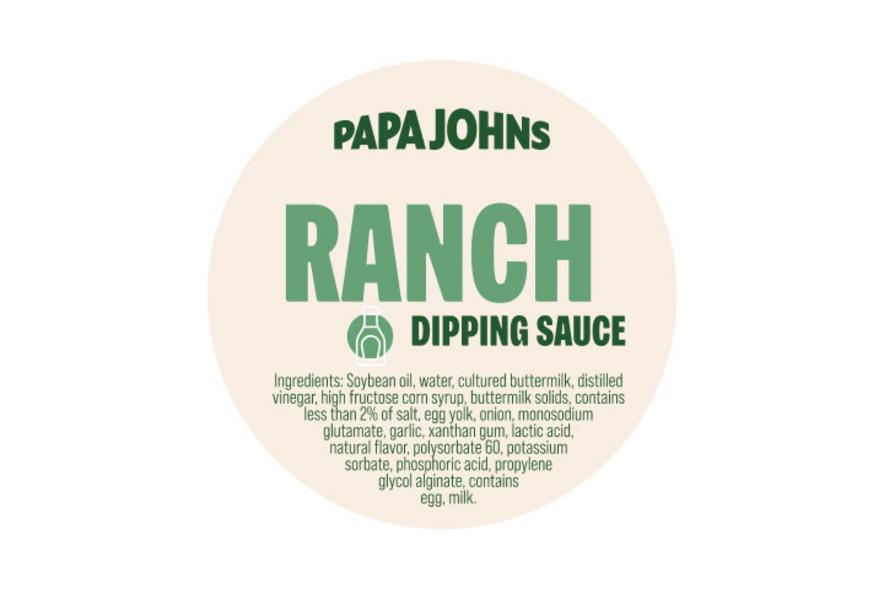 PAPA JOHNS
RANCH
DIPPING SAUCE
Ingredients: Soybean oil, water, cultured buttermilk, distilled
vinegar, high fructose corn syrup, buttermilk solids, contains
less than 2% of salt, egg yolk, onion, monosodium
glutamate, garlic, xanthan gum, lactic acid,
natural flavor, polysorbate 60, potassium
sorbate, phosphoric acid, propylene
glycol alginate, contains
egg, milk.